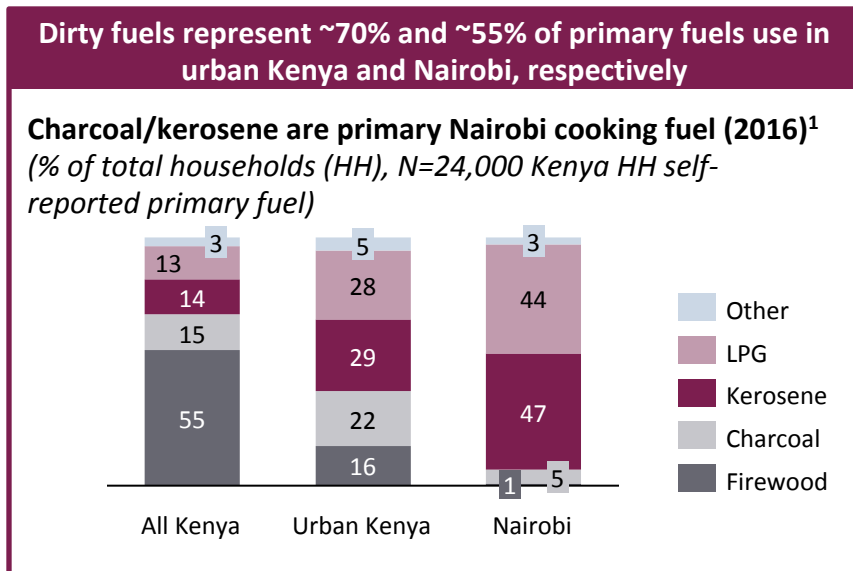 Dirty fuels represent ~70% and ~55% of primary fuels use in
urban Kenya and Nairobi, respectively
Charcoal/kerosene are primary Nairobi cooking fuel (2016)1
(% of total households (HH), N=24,000 Kenya HH self-
reported primary fuel)
3
13
14
15
55
5
28
29
22
16
3
44
47
5
1
Other
LPG
Kerosene
Charcoal
Firewood
All Kenya
Urban Kenya
Nairobi